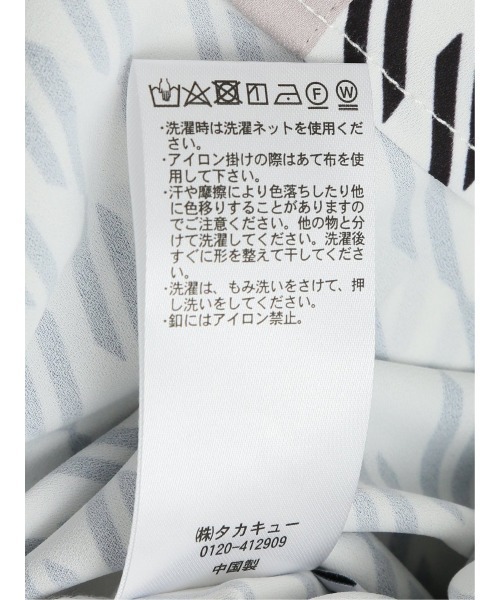 ・洗濯時は洗濯ネットを使用くだ
さい。
・アイロン掛けの際はあて布を使
用して下さい。
・汗や摩擦により色落ちしたり他
に色移りすることがありますの
でご注意ください。他の物と分
けて洗濯してください。洗濯後
すぐに形を整えて干してくださ
い。
・洗濯は、もみ洗いをさけて、押
し洗いをしてください。
・釦にはアイロン禁止。
㈱タカキュー
0120-412909
中国製